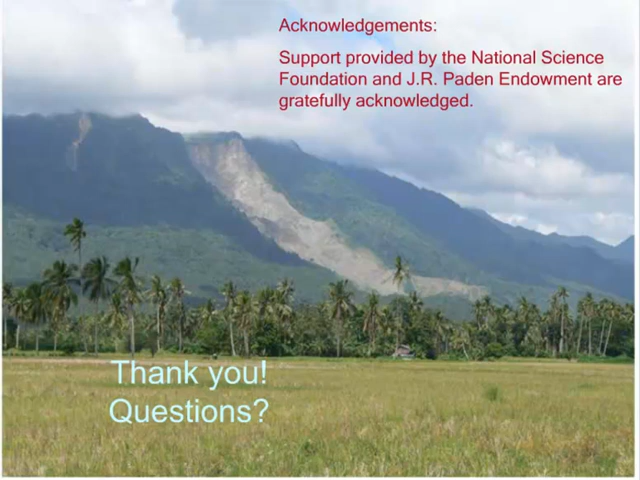 Acknowledgements:
Support provided by the National Science
Foundation and J.R. Paden Endowment are
gratefully acknowledged.
Thank you!
Questions?